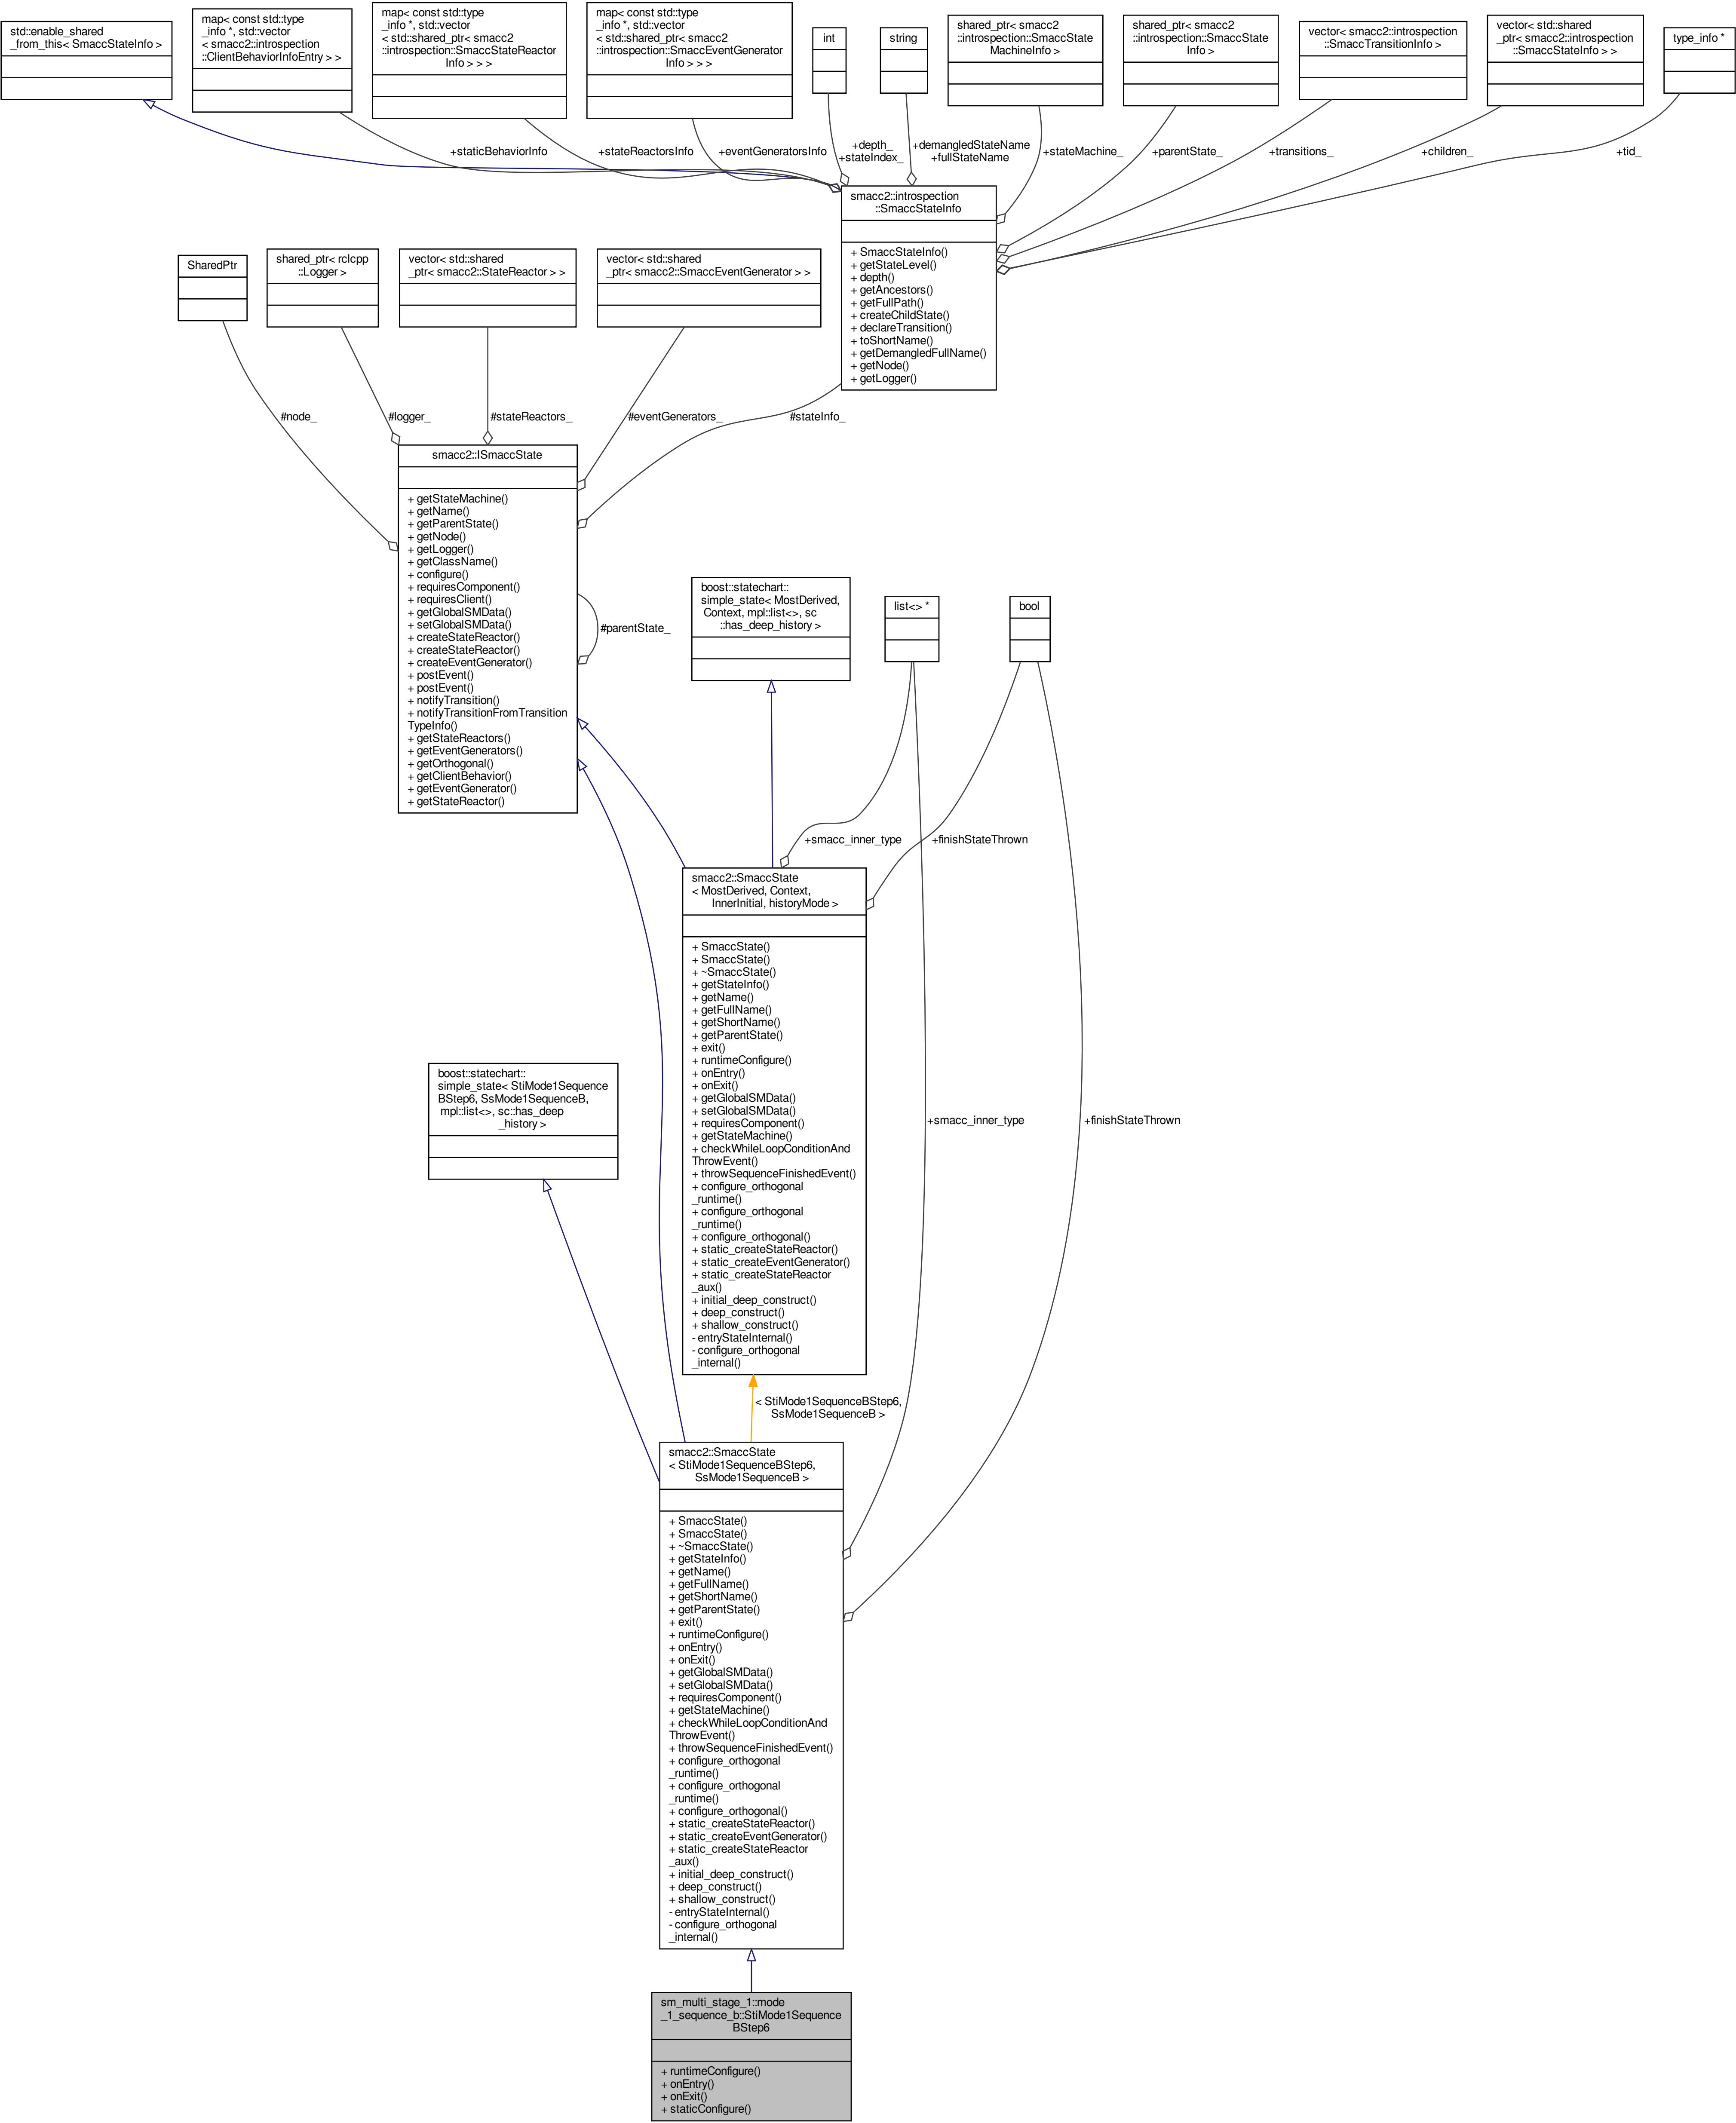 std::enable_shared
_from_this< SmaccStateInfo >
map< const std::type
_info *, std::vector
< smacc2::introspection
::ClientBehaviorInfoEntry > >
map< const std::type
_info *, std::vector
< std::shared_ptr< smacc2
::introspection::SmaccStateReactor
Info > > >
map< const std::type
_info *, std::vector
< std::shared_ptr< smacc2
::introspection::SmaccEventGenerator
Info > > >
int
string
shared_ptr< smacc2
::introspection::SmaccState
MachineInfo >
shared_ptr< smacc2
::introspection::SmaccState
Info >
vector< smacc2::introspection
::SmaccTransitionInfo >
vector< std::shared
_ptr< smacc2::introspection
::SmaccStateInfo > >
type_info *
+staticBehaviorInfo
+stateReactorsInfo
+eventGeneratorsInfo
+depth_
+stateIndex_
+demangledStateName
+fullStateName
+stateMachine_
+parentState_
+transitions_
+children_
+tid_
smacc2::introspection
::SmaccStateInfo
+ SmaccStateInfo()
+ getStateLevel()
+ depth()
+ getAncestors()
+ getFullPath()
+ createChildState()
+ declareTransition()
+ toShortName()
+ getDemangledFullName()
+ getNode()
+ getLogger()
SharedPtr
shared_ptr< rclcpp
::Logger >
vector< std::shared
_ptr< smacc2::StateReactor > >
vector< std::shared
_ptr< smacc2::SmaccEventGenerator > >
#node_
#logger_
#stateReactors_
#eventGenerators_
#stateInfo_
smacc2::ISmaccState
+ getStateMachine()
+ getName()
+ getParentState()
+ getNode()
+ getLogger()
+ getClassName()
+ configure()
+ requiresComponent()
+ requiresClient()
+ getGlobalSMData()
+ setGlobalSMData()
+ createStateReactor()
+ createStateReactor()
+ createEventGenerator()
+ postEvent()
+ postEvent()
+ notifyTransition()
+ notifyTransitionFromTransition
TypeInfo()
+ getStateReactors()
+ getEventGenerators()
+ getOrthogonal()
+ getClientBehavior()
+ getEventGenerator()
+ getStateReactor()
#parentState_
boost::statechart::
simple_state< MostDerived,
Context, mpl::list<>, sc
::has_deep_history >
list<> *
bool
+smacc_inner_type
+finishStateThrown
smacc2::SmaccState
< MostDerived, Context,
InnerInitial, historyMode >
+ SmaccState()
+ SmaccState()
+ ~SmaccState()
+ getStateInfo()
+ getName()
+ getFullName()
+ getShortName()
+ getParentState()
+ exit()
+ runtimeConfigure()
+ onEntry()
+ onExit()
+ getGlobalSMData()
+ setGlobalSMData()
+ requiresComponent()
+ getStateMachine()
+ checkWhileLoopConditionAnd
ThrowEvent()
+ throwSequenceFinishedEvent()
+ configure_orthogonal
_runtime()
+ configure_orthogonal
_runtime()
+ configure_orthogonal()
+ static_createStateReactor()
+ static_createEventGenerator()
+ static_createStateReactor
_aux()
+ initial_deep_construct()
+ deep_construct()
+ shallow_construct()
- entryStateInternal()
- configure_orthogonal
_internal()
boost::statechart::
simple_state< StiMode1Sequence
BStep6, SsMode1SequenceB,
mpl::list<>, sc::has_deep
_history >
+smacc_inner_type
+finishStateThrown
< StiMode1SequenceBStep6,
SsMode1SequenceB >
smacc2::SmaccState
< StiMode1SequenceBStep6,
SsMode1SequenceB >
+ SmaccState()
+ SmaccState()
+ ~SmaccState()
+ getStateInfo()
+ getName()
+ getFullName()
+ getShortName()
+ getParentState()
+ exit()
+ runtimeConfigure()
+ onEntry()
+ onExit()
+ getGlobalSMData()
+ setGlobalSMData()
+ requiresComponent()
+ getStateMachine()
+ checkWhileLoopConditionAnd
ThrowEvent()
+ throwSequenceFinishedEvent()
+ configure_orthogonal
_runtime()
+ configure_orthogonal
_runtime()
+ configure_orthogonal()
+ static_createStateReactor()
+ static_createEventGenerator()
+ static_createStateReactor
_aux()
+ initial_deep_construct()
+ deep_construct()
+ shallow_construct()
- entryStateInternal()
- configure_orthogonal
_internal()
sm_multi_stage_1::mode
_1_sequence_b::StiMode1Sequence
BStep6
+ runtimeConfigure()
+ onEntry()
+ onExit()
+ staticConfigure()